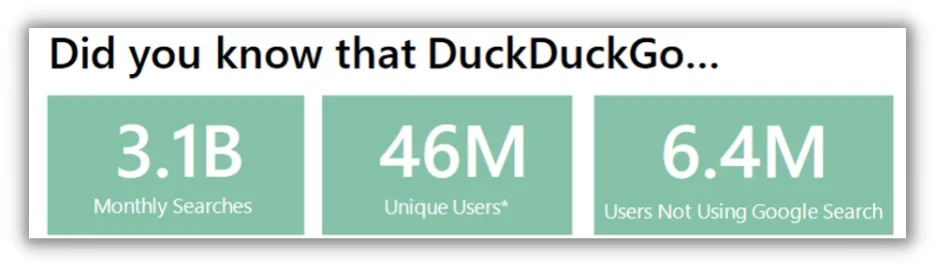 Did you know that DuckDuckGo...
3.1B
Monthly Searches
46M
Unique Users*
6.4M
Users Not Using Google Search